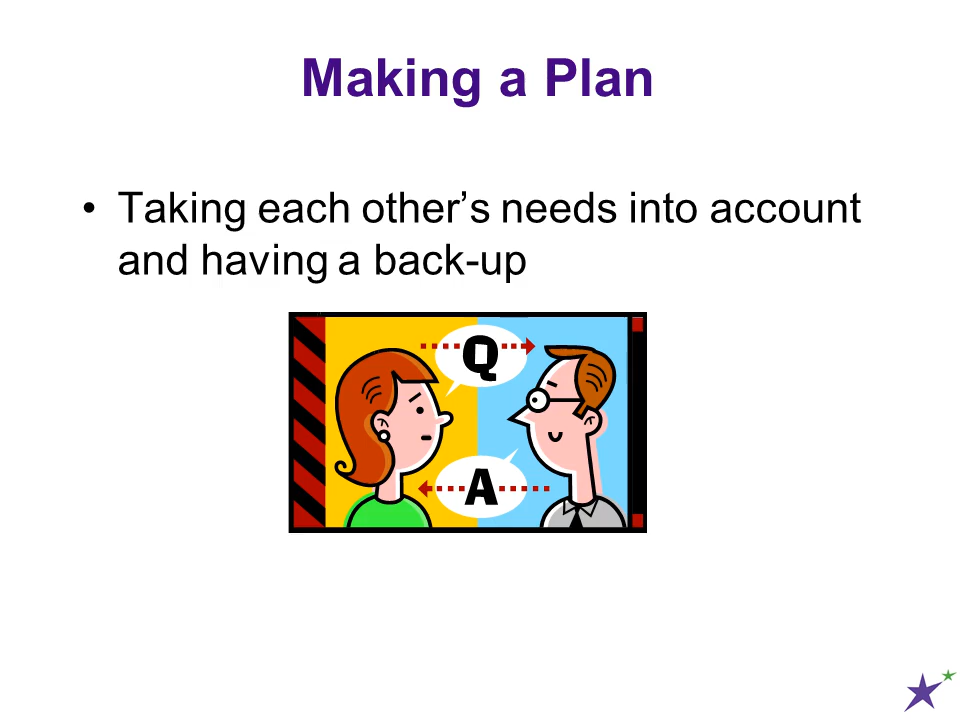 Making a Plan
• Taking each other’s needs into account
and having a back-up
Q
A